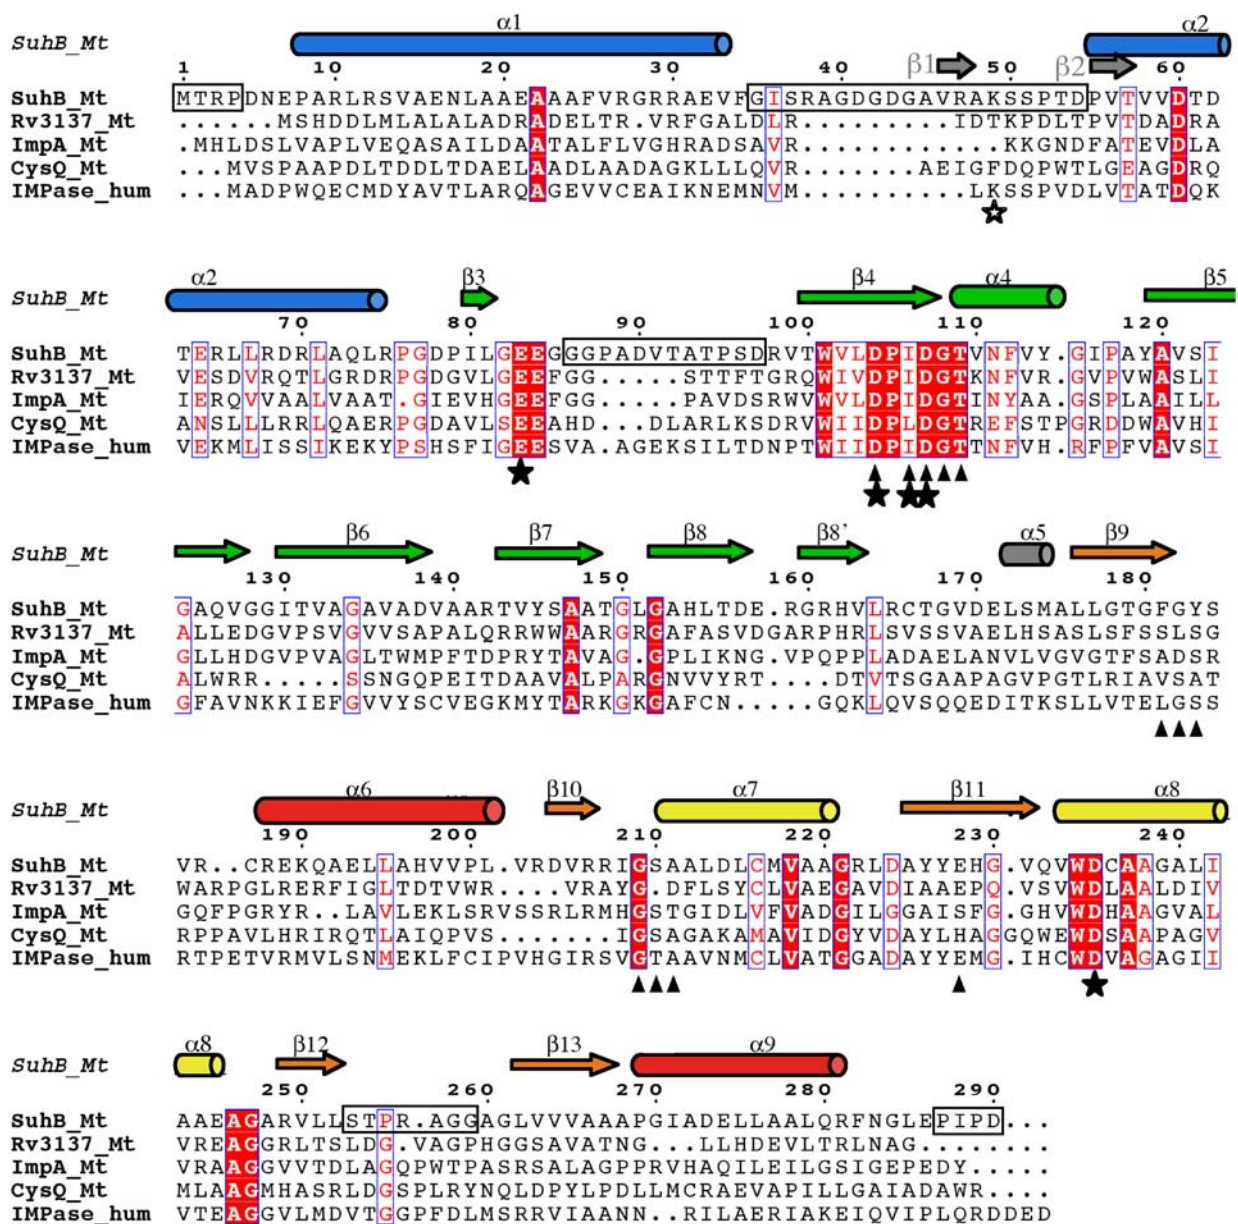 SuhB_Mt α1 α2
β1 β2
1 10 20 30 40 50 60
SuhB_Mt MTRPDNEPARLRSVAENLAAEAAAFVRGRRAEVFGISRAGDGDGAVRAKSSPTDPVTVVDTD
Rv3137_Mt ......MSHDDLMLALALADRADELTR.VRFGALDLR.........IDTKPDLTPVTDADRA
ImpA_Mt .MHLDSLVAPLVEQASAILDAATALFLVGHRADSAVR............KKGNDFATEVDLA
CysQ_Mt ...MVSPAAPDLTDDLTDAELAADLAADAGKLLLQVR.......AEIGFDQPWTLGEAGDRQ
IMPase_hum ...MADPWQECMDYAVTLARQAGEVVCEAIKNEMNVM..........LKSSPVDLVTATDQK
SuhB_Mt α2 β3 β4 α4 β5
70 80 90 100 110 120
SuhB_Mt TERLLRDRLAQLRPGDPILGEEGGGPADVTATPSDRVTWVLDPIDGTVNFVY.GIPAYAVSI
Rv3137_Mt VESDVRQTLGRDRPGDGVLGEEFGG.....STTFTGRQWIVDPIDGTKNFVR.GVPVWASLI
ImpA_Mt IERQVVAALVAAT.GIEVHGEEFGG.....PAVDSRWVWVLDPIDGTINYAA.GSPLAAILL
CysQ_Mt ANSLLLRRLQAERPGDAVLSEEAHD....DLARLKSDRVWIIDPLDGTREFSTPGRDDWAVHI
IMPase_hum VEKMLISSIKEKYPSHSFIGEESVA..AGEKSILTDNPTWIIDPIDGTTNFVH.RFPFVAVSI
SuhB_Mt β6 β7 β8 β8’ α5 β9
130 140 150 160 170 180
SuhB_Mt GAQVGGITVAGAVADVAARTVYSAATGLGAHLTDE.RGRHVLRCTGVDELSMALLGTGFGYS
Rv3137_Mt ALLEDGVPSVGVVSAPALQRRWWAARGRGAFASVDGARPHRLSVSSVAELHSASLSFSSLSG
ImpA_Mt GLLHDGVPVAGLTWMPFTDPRYTAVAG.GPLIKNG.VPQPPLADAELANVLVGVGTFSADSR
CysQ_Mt ALWRR.....SSNGQPEITDAAVALPARGNVVYRT....DTVTSGAAPAGVPGTLRIAVSAT
IMPase_hum GFAVNKKIEFGVVYSCVEGKMYTARKGKGAFCN.....GQKLQVSQQEDITKSLLVTELGSS
SuhB_Mt α6 β10 α7 β11 α8
190 200 210 220 230 240
SuhB_Mt VR..CREKQAELLAHVVPL.VRDVRRIGSAALDLCMVAAGRLDAYYEHG.VQVWDCAAGALI
Rv3137_Mt WARPGLRERFIGLTDTVWR....VRAYG.DFLSYCLVAEGAVDIAAEPQ.VSVWDLAALDIV
ImpA_Mt GQFPGRYR..LAVLEKLSRVSSRLRMHGSTGIDLVFVADGILGGAISFG.GHVWDHAAGVAL
CysQ_Mt RPPAVLHRIRQTLAIQPVS.......IGSAGAKAMAVIDGYVDAYLHAGGQWEWDSAAPAGV
IMPase_hum RTPETVRMVLSNMEKLFCIPVHGIRSVGTAAVNMCLVATGGADAYYEMG.IHCWDVAGAGII
SuhB_Mt α8 β12 β13 α9
250 260 270 280 290
SuhB_Mt AAEAGARVLLSTPR.AGGAGLVVVAAAPGIADELLAALQRFNGLEPIPD...
Rv3137_Mt VREAGGRLTSLDG.VAGPHGGSAVATNG...LLHDEVLTRLNAG........
ImpA_Mt VRAAGGVVTDLAGQPWTPASRSALAGPPRVHAQILEILGSIGEPEDY.....
CysQ_Mt MLAAGMHASRLDGSPLRYNQLDPYLPDLLMCRAEVAPILLGAIADAWR....
IMPase_hum VTEAGGVLMDVTGGPFDLMSRRVIAANN..RILAERIAKEIQVIPLQRDDED